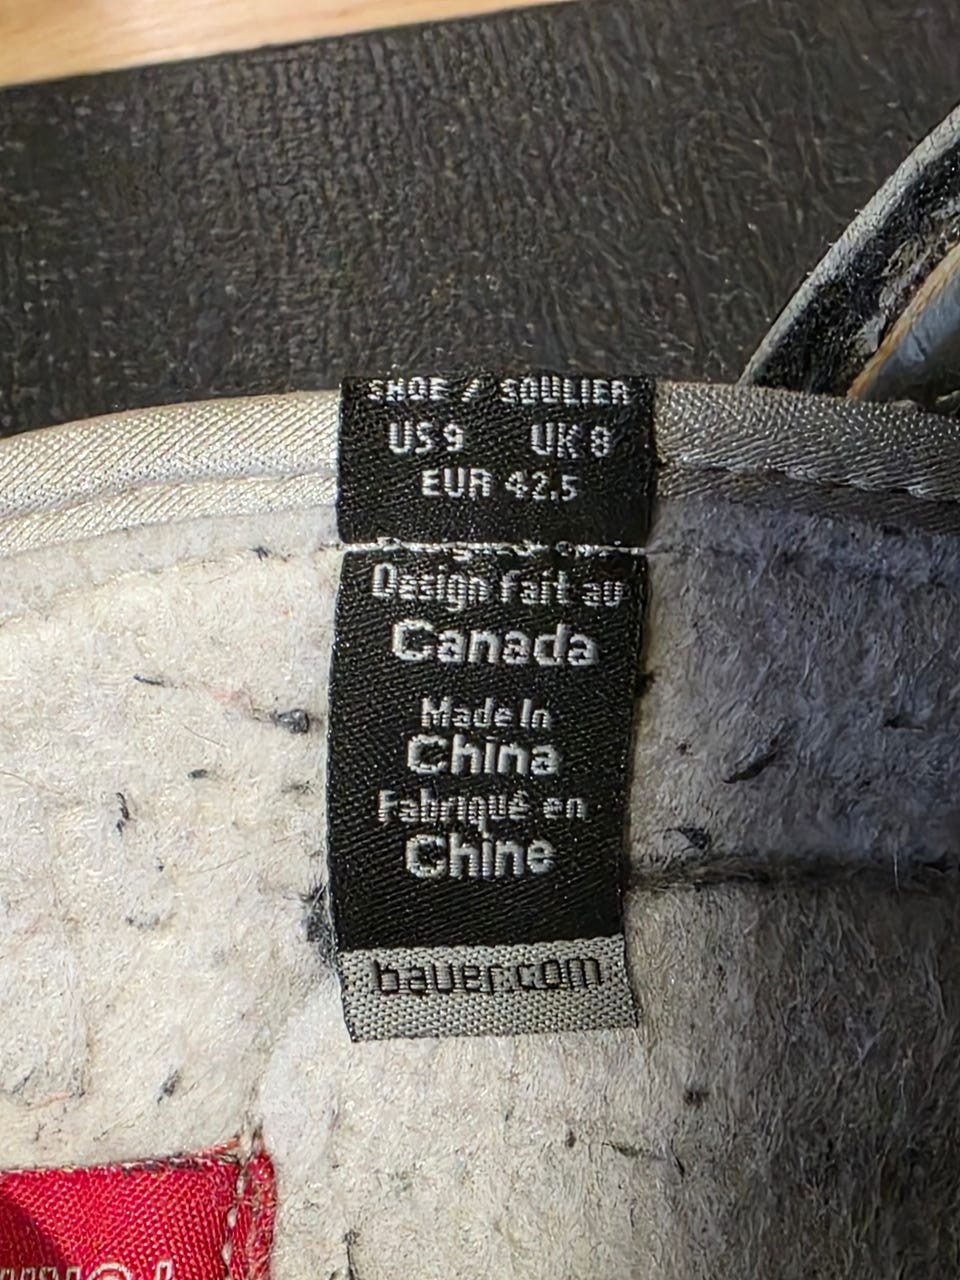 SHOE / SOULIER
US 9 UK 8
EUR 42.5
Design fait au
Canada
Made In
China
Fabriqué en
Chine
bauer.com